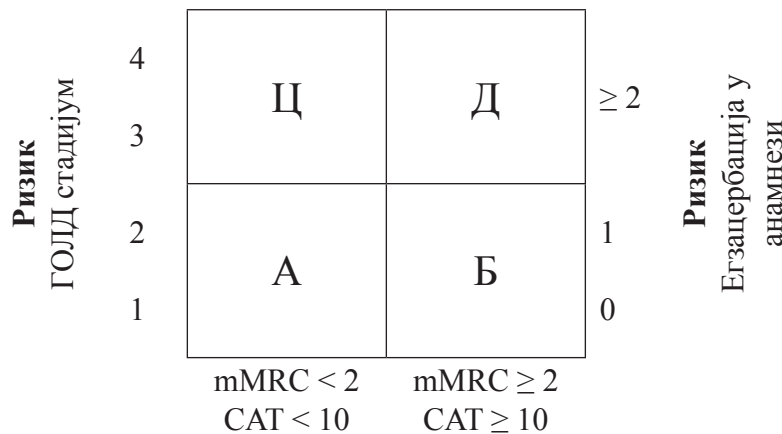 Ризик
ГОЛД стадијум
4
3
2
1
Ц
Д
А
Б
≥ 2
1
0
Ризик
Егзацербација у
анамнези
mMRC < 2
CAT < 10
mMRC ≥ 2
CAT ≥ 10